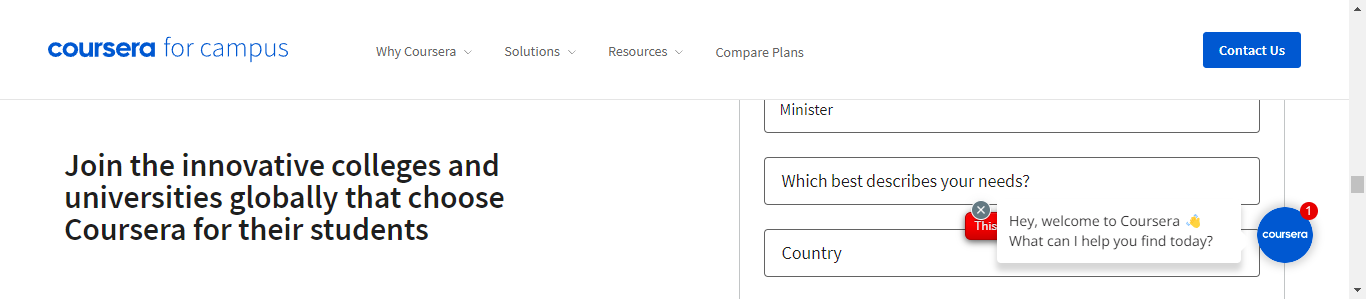 coursera for campus
Why Coursera
Solutions
Resources
Compare Plans
Contact Us
Join the innovative colleges and
universities globally that choose
Coursera for their students
Minister
Which best describes your needs?
Country
This
Hey, welcome to Coursera 👋
What can I help you find today?
coursera
1